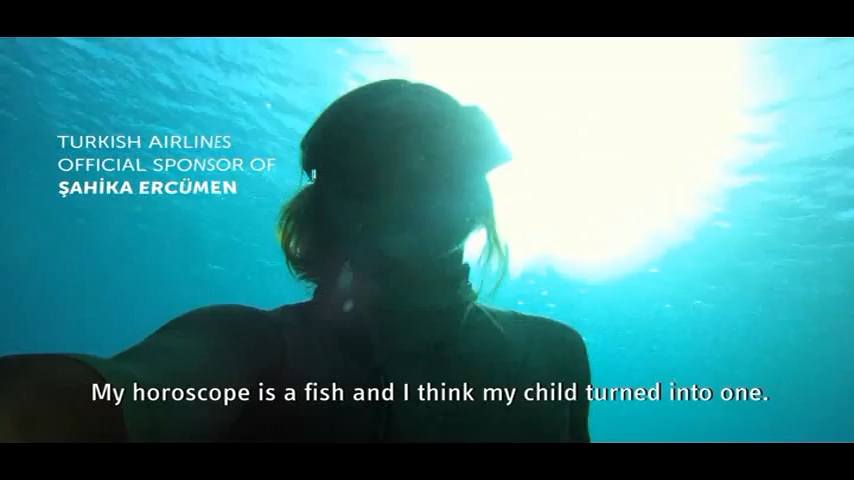 TURKISH AIRLINES
OFFICIAL SPONSOR OF
ŞAHİKA ERCÜMEN
My horoscope is a fish and I think my child turned into one.